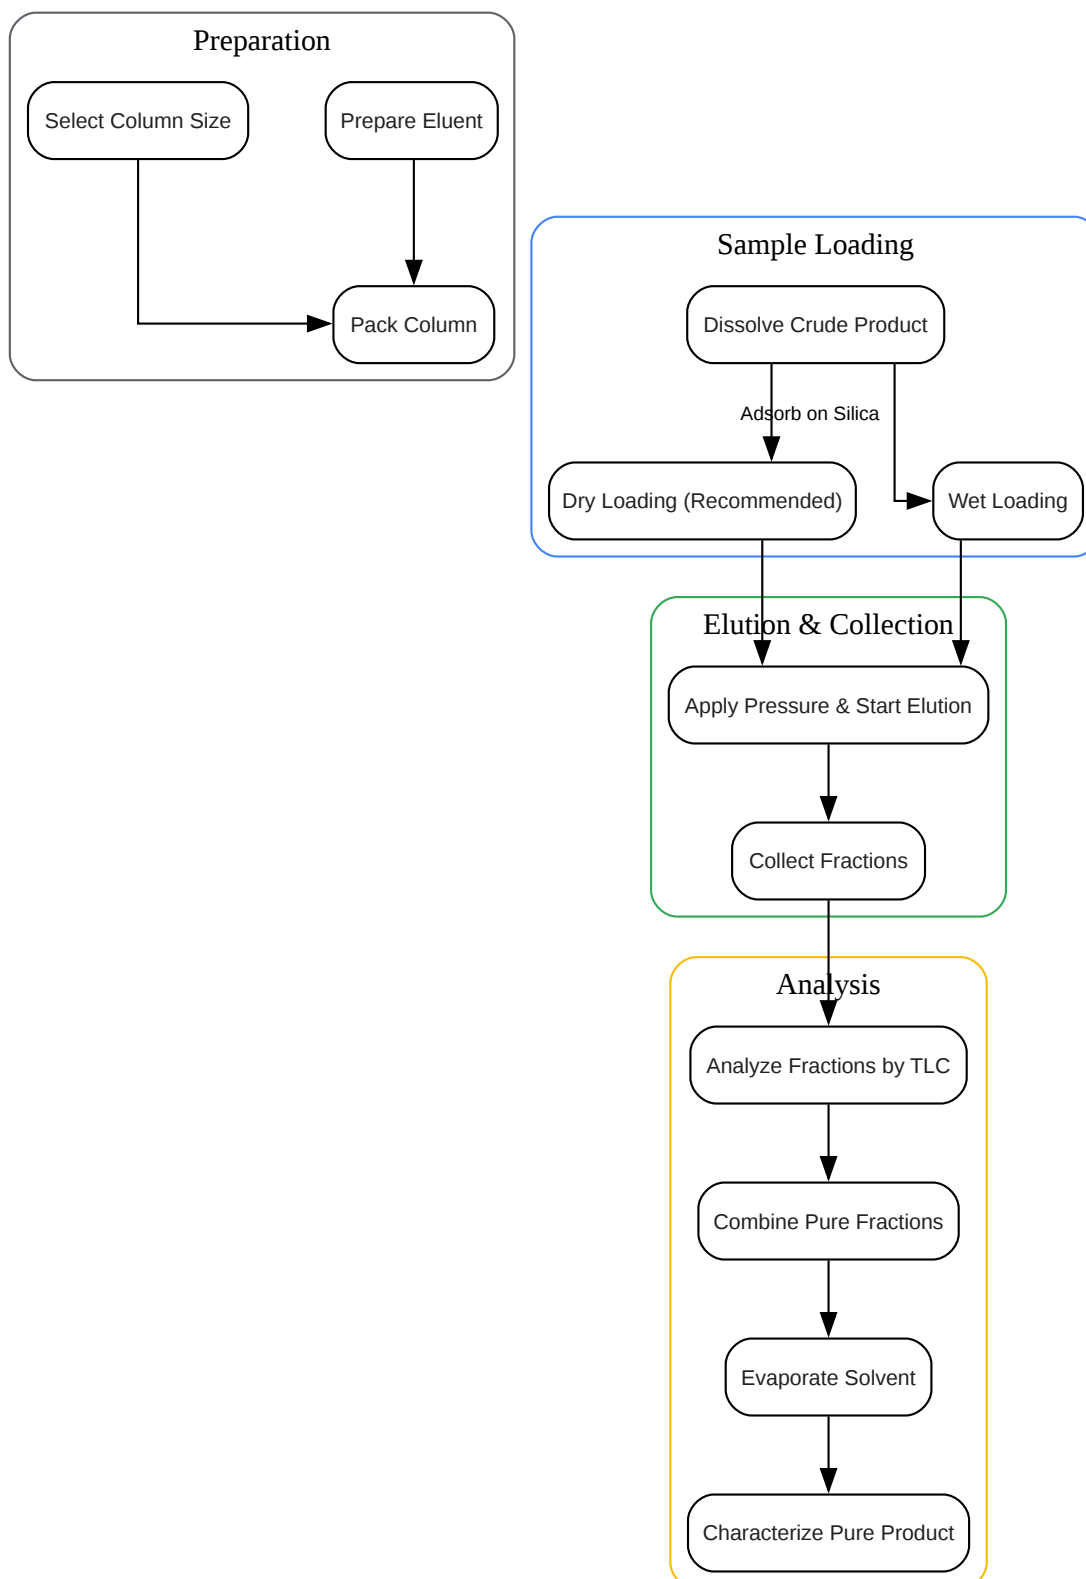 Preparation
Select Column Size
Prepare Eluent
Pack Column
Sample Loading
Dissolve Crude Product
Adsorb on Silica
Dry Loading (Recommended)
Wet Loading
Elution & Collection
Apply Pressure & Start Elution
Collect Fractions
Analysis
Analyze Fractions by TLC
Combine Pure Fractions
Evaporate Solvent
Characterize Pure Product